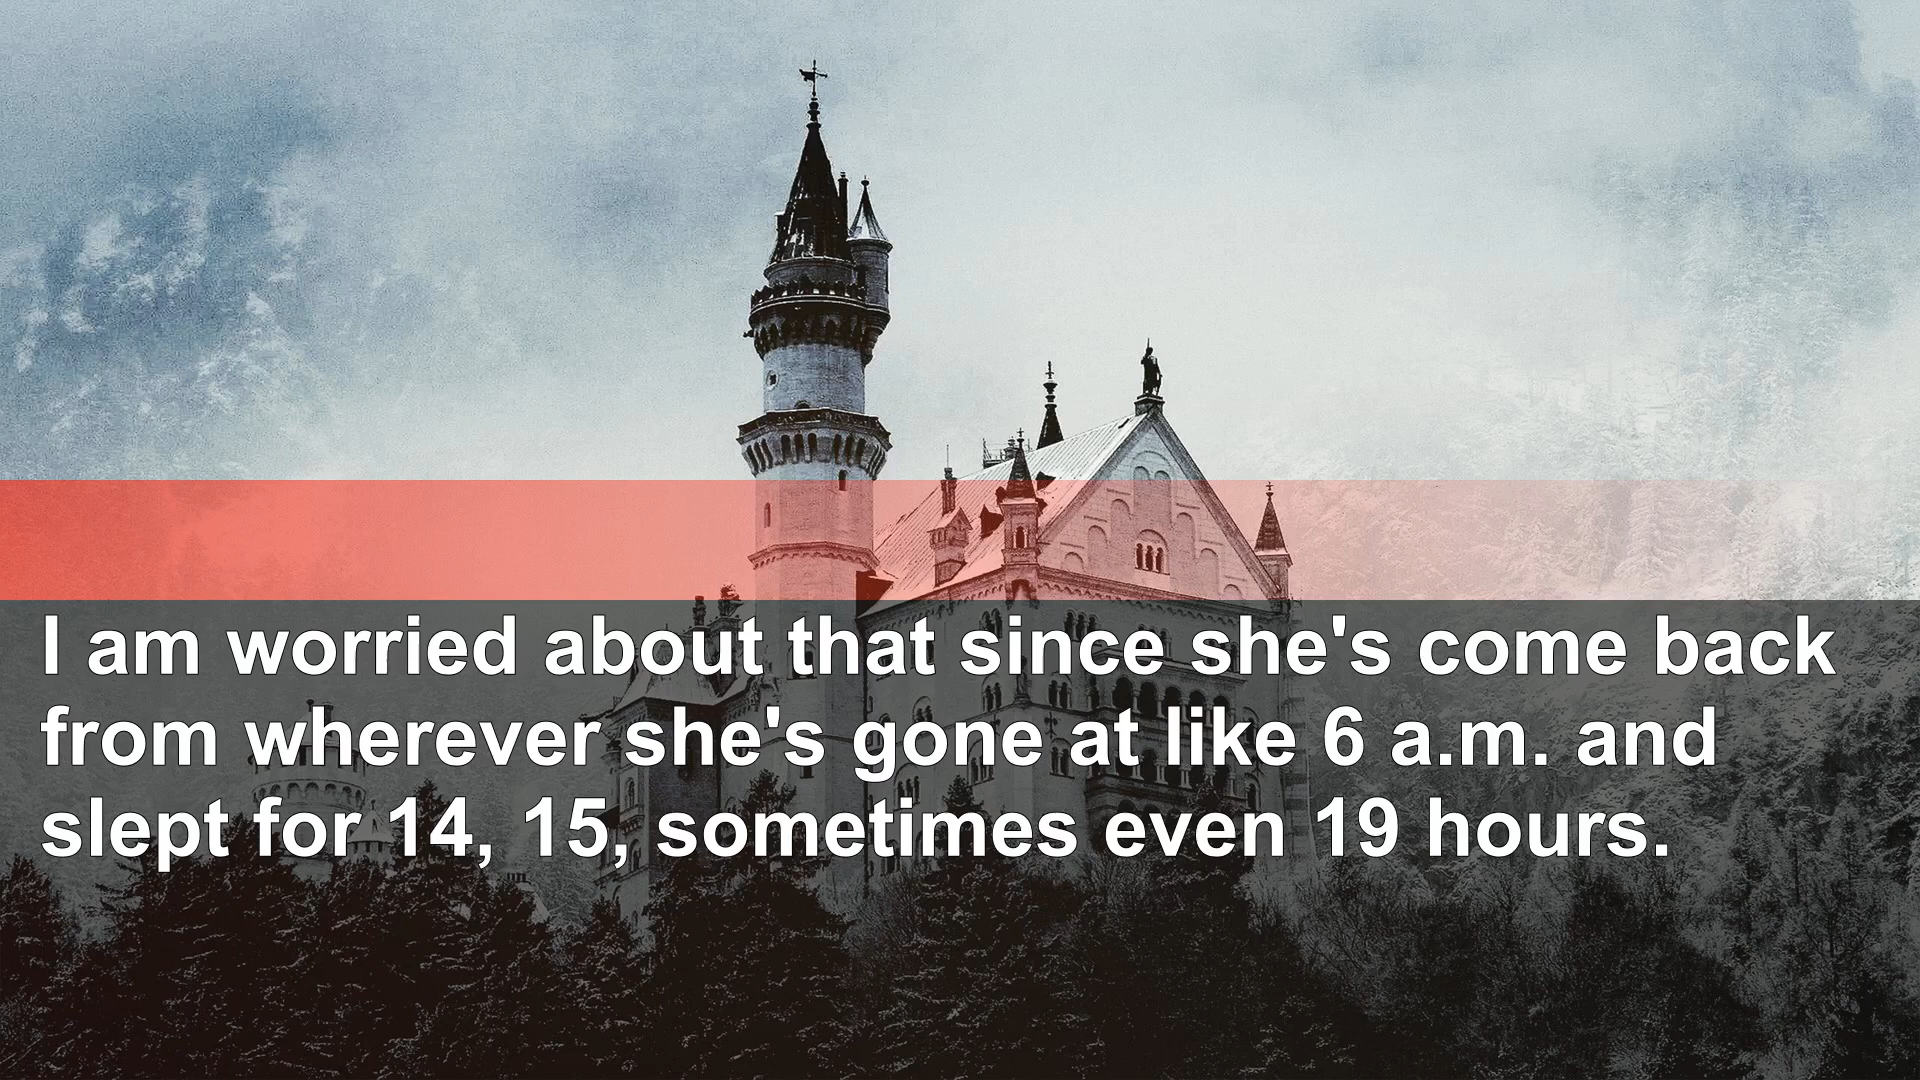 I am worried about that since she's come back
from wherever she's gone at like 6 a.m. and
slept for 14, 15, sometimes even 19 hours.